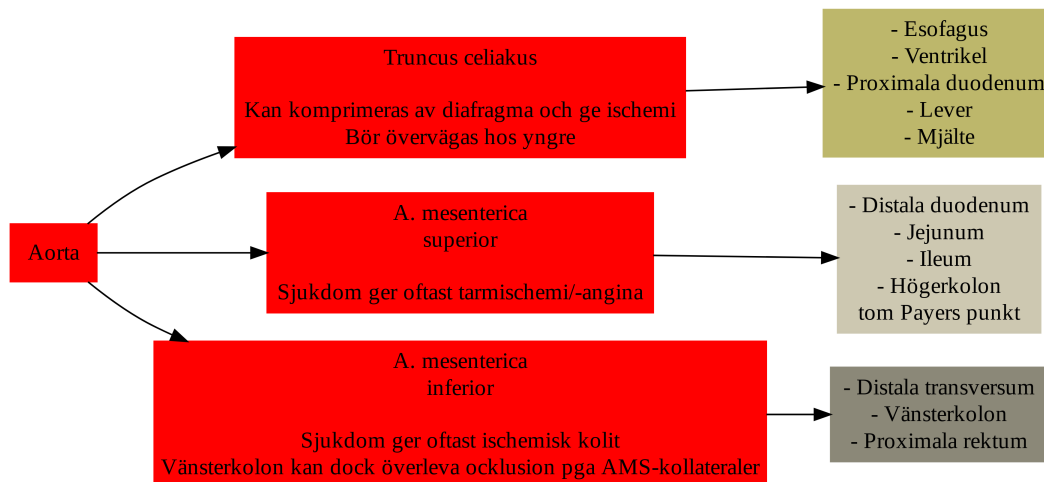 Aorta
Truncus celiakus
Kan komprimeras av diafragma och ge ischemi
Bör övervägas hos yngre
- Esofagus
- Ventrikel
- Proximala duodenum
- Lever
- Mjälte
A. mesenterica
superior
Sjukdom ger oftast tarmischemi/-angina
- Distala duodenum
- Jejunum
- Ileum
- Högerkolon
tom Payers punkt
A. mesenterica
inferior
Sjukdom ger oftast ischemisk kolit
Vänsterkolon kan dock överleva ocklusion pga AMS-kollateraler
- Distala transversum
- Vänsterkolon
- Proximala rektum